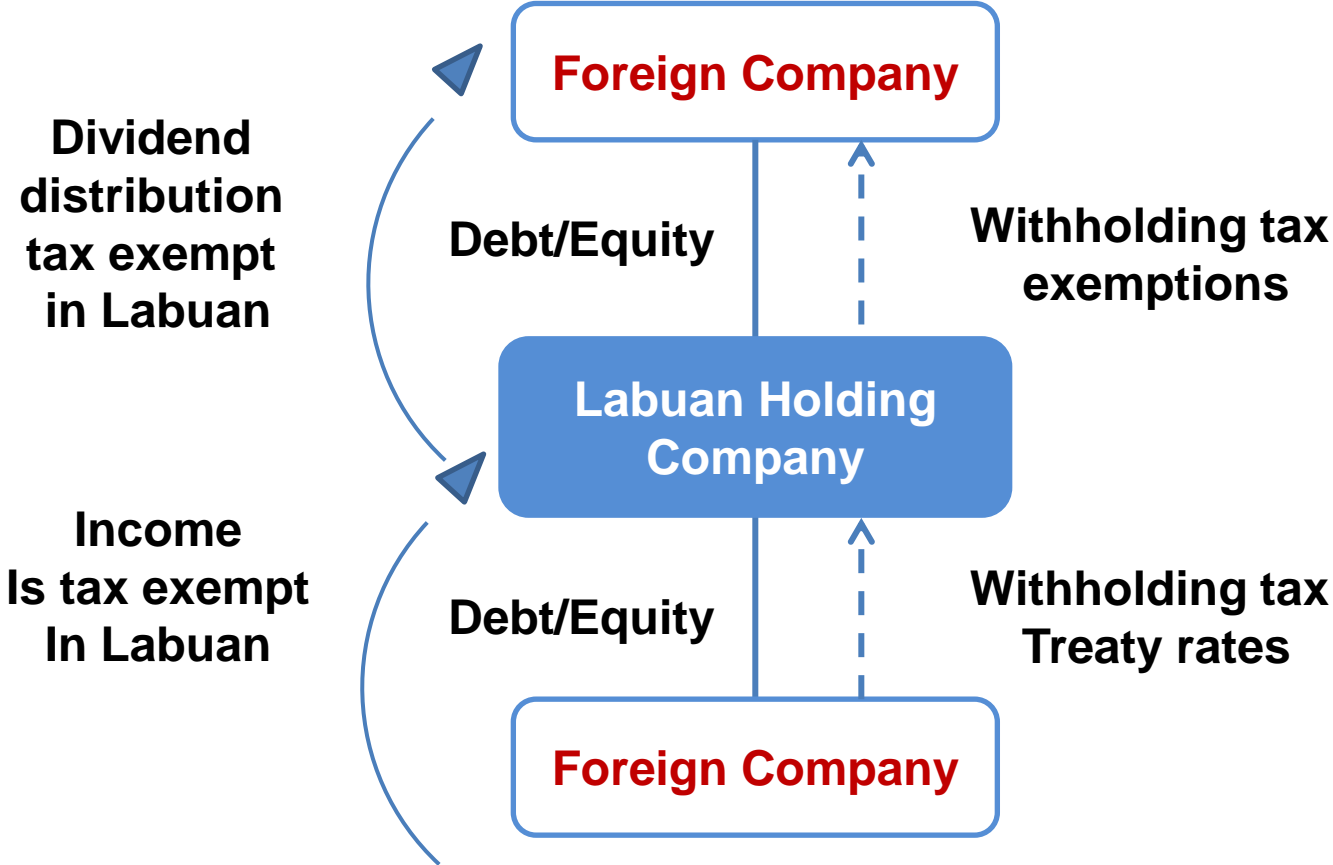 Foreign Company
Dividend
distribution
tax exempt
in Labuan
Debt/Equity
Withholding tax
exemptions
Labuan Holding
Company
Income
Is tax exempt
In Labuan
Debt/Equity
Withholding tax
Treaty rates
Foreign Company